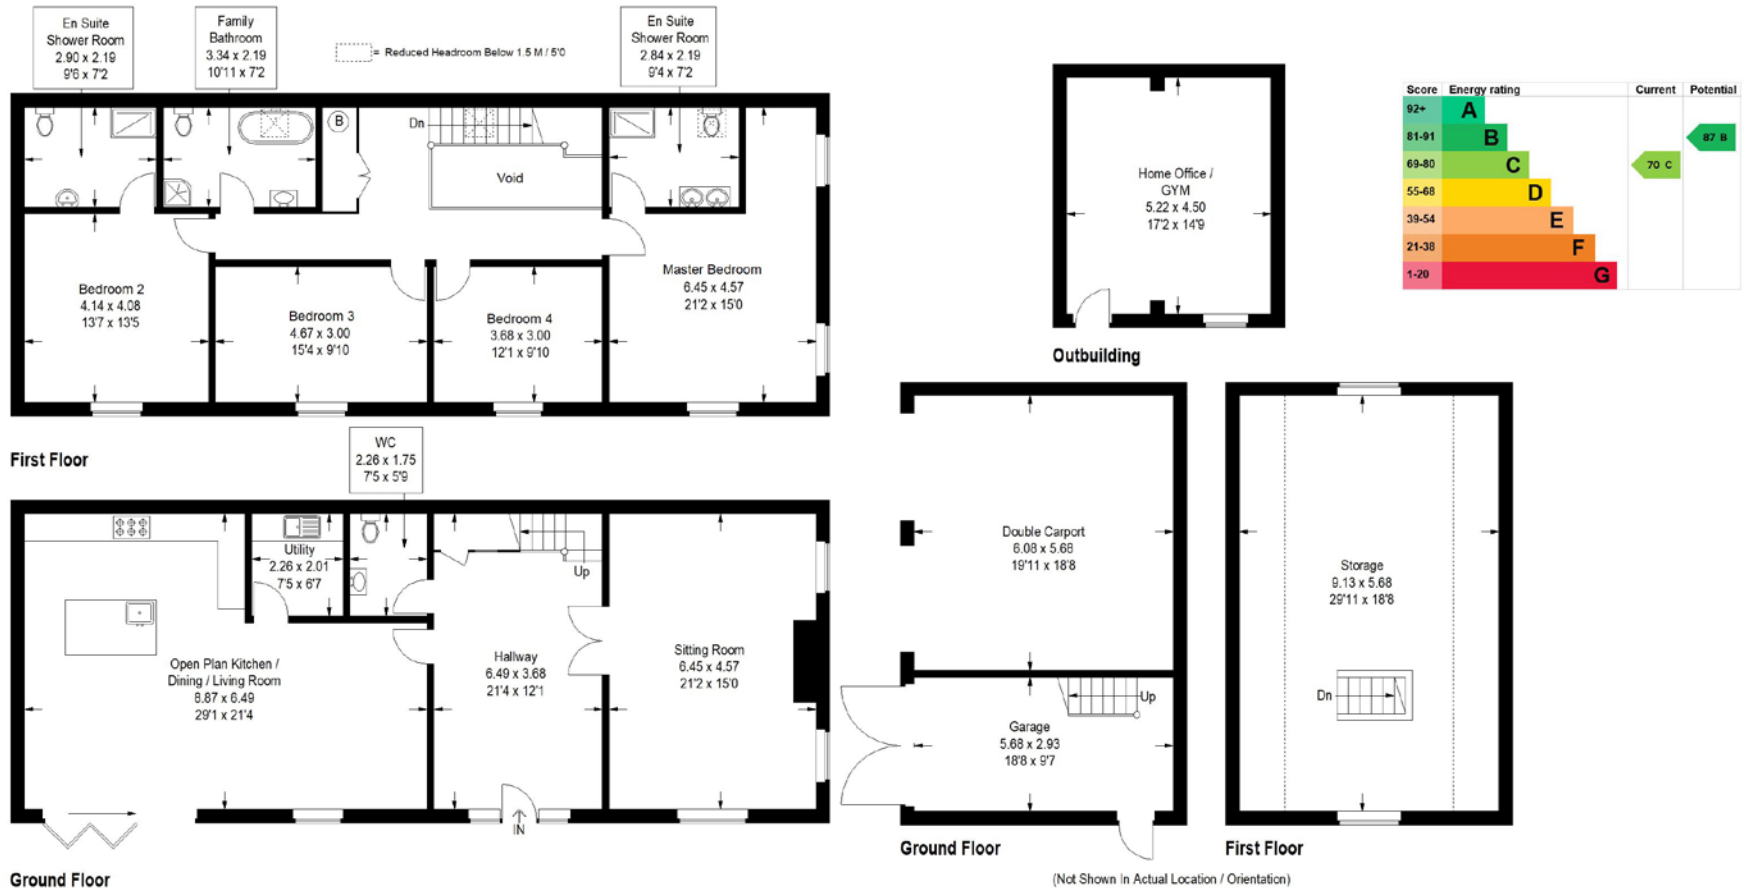 En Suite
Shower Room
2.90 x 2.19
9'6 x 7'2
Family
Bathroom
3.34 x 2.19
10'11 x 7'2
= Reduced Headroom Below 1.5 M / 5'0
En Suite
Shower Room
2.84 x 2.19
9'4 x 7'2
B
Dn
Void
Bedroom 2
4.14 x 4.08
13'7 x 13'5
Bedroom 3
4.67 x 3.00
15'4 x 9'10
Bedroom 4
3.68 x 3.00
12'1 x 9'10
Master Bedroom
6.45 x 4.57
21'2 x 15'0
First Floor
Home Office /
GYM
5.22 x 4.50
17'2 x 14'9
Outbuilding
Score Energy rating Current Potential
92+ A
81-91 B 87 B
69-80 C 70 C
55-68 D
39-54 E
21-38 F
1-20 G
WC
2.26 x 1.75
7'5 x 5'9
Utility
2.26 x 2.01
7'5 x 6'7
Up
Open Plan Kitchen /
Dining / Living Room
8.87 x 6.49
29'1 x 21'4
Hallway
6.49 x 3.68
21'4 x 12'1
Sitting Room
6.45 x 4.57
21'2 x 15'0
IN
Ground Floor
Double Carport
6.08 x 5.68
19'11 x 18'8
Up
Garage
5.68 x 2.93
18'8 x 9'7
Ground Floor
Storage
9.13 x 5.68
29'11 x 18'8
Dn
First Floor
(Not Shown In Actual Location / Orientation)